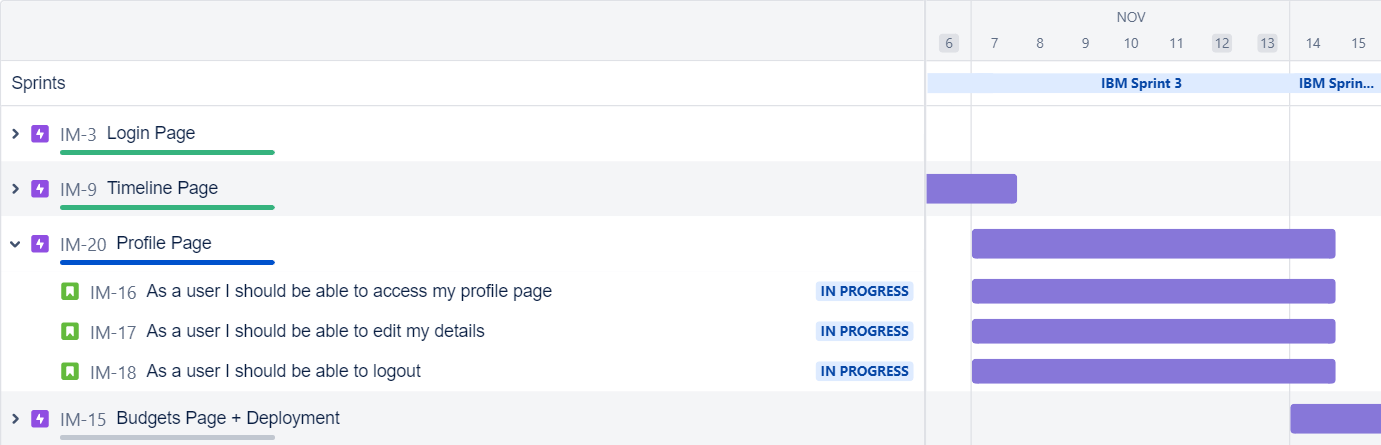 NOV
6 7 8 9 10 11 12 13 14 15
Sprints IBM Sprint 3 IBM Sprin...
IM-3 Login Page
IM-9 Timeline Page
IM-20 Profile Page
IM-16 As a user I should be able to access my profile page IN PROGRESS
IM-17 As a user I should be able to edit my details IN PROGRESS
IM-18 As a user I should be able to logout IN PROGRESS
IM-15 Budgets Page + Deployment